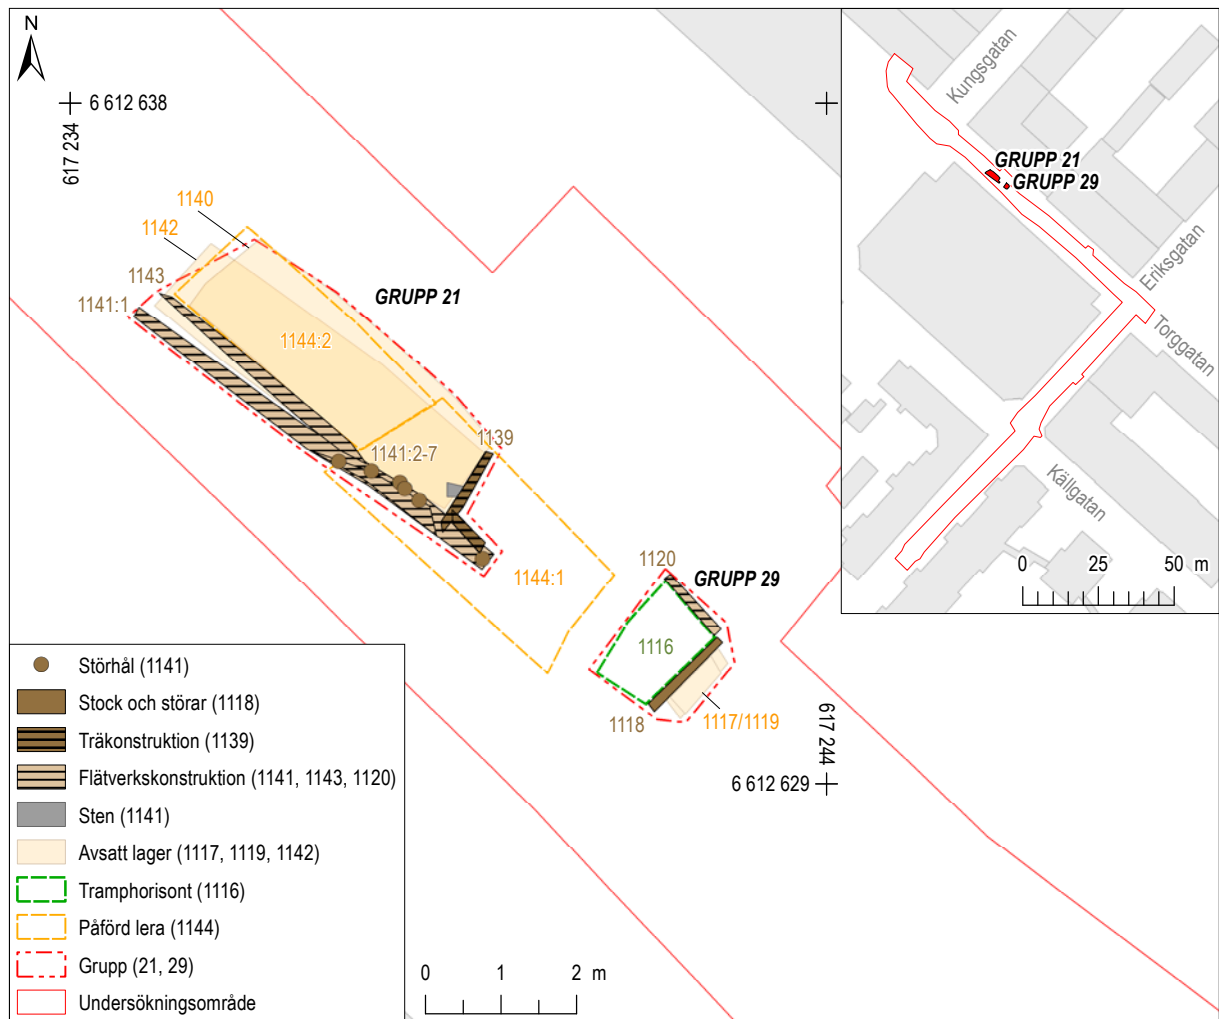 N
6 612 638
617 234
1140
1142
1143
1141:1
GRUPP 21
1144:2
1139
1141:2-7
1144:1
1120
GRUPP 29
1116
1118
1117/1119
617 244
6 612 629
Kungsgatan
GRUPP 21
GRUPP 29
Eriksgatan
Torggatan
Källgatan
0 25 50 m
Störhål (1141)
Stock och störar (1118)
Träkonstruktion (1139)
Flätverkskonstruktion (1141, 1143, 1120)
Sten (1141)
Avsatt lager (1117, 1119, 1142)
Tramphorisont (1116)
Påförd lera (1144)
Grupp (21, 29)
Undersökningsområde
0 1 2 m